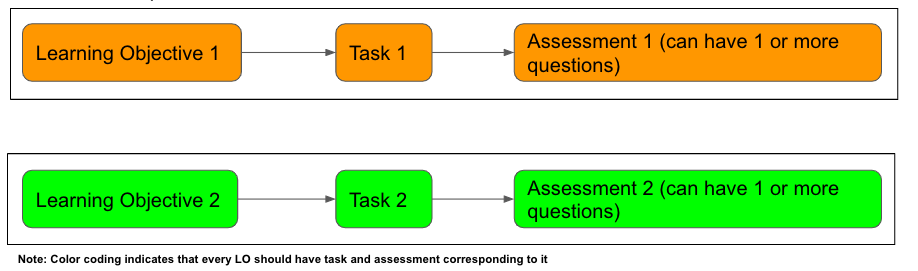 Learning Objective 1
Task 1
Assessment 1 (can have 1 or more
questions)
Learning Objective 2
Task 2
Assessment 2 (can have 1 or more
questions)
Note: Color coding indicates that every LO should have task and assessment corresponding to it